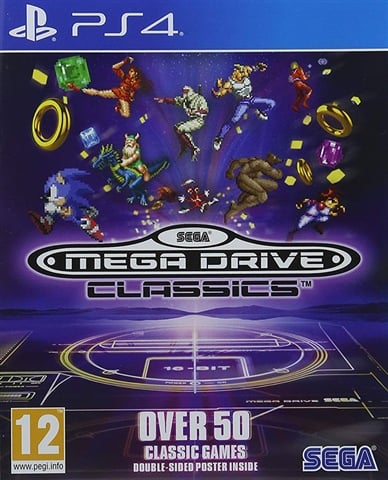 PS4
SEGA
MEGA DRIVE
CLASSICS™
16-BIT
MEGA DRIVE SEGA
12
www.pegi.info
OVER 50
CLASSIC GAMES
DOUBLE-SIDED POSTER INSIDE
SEGA